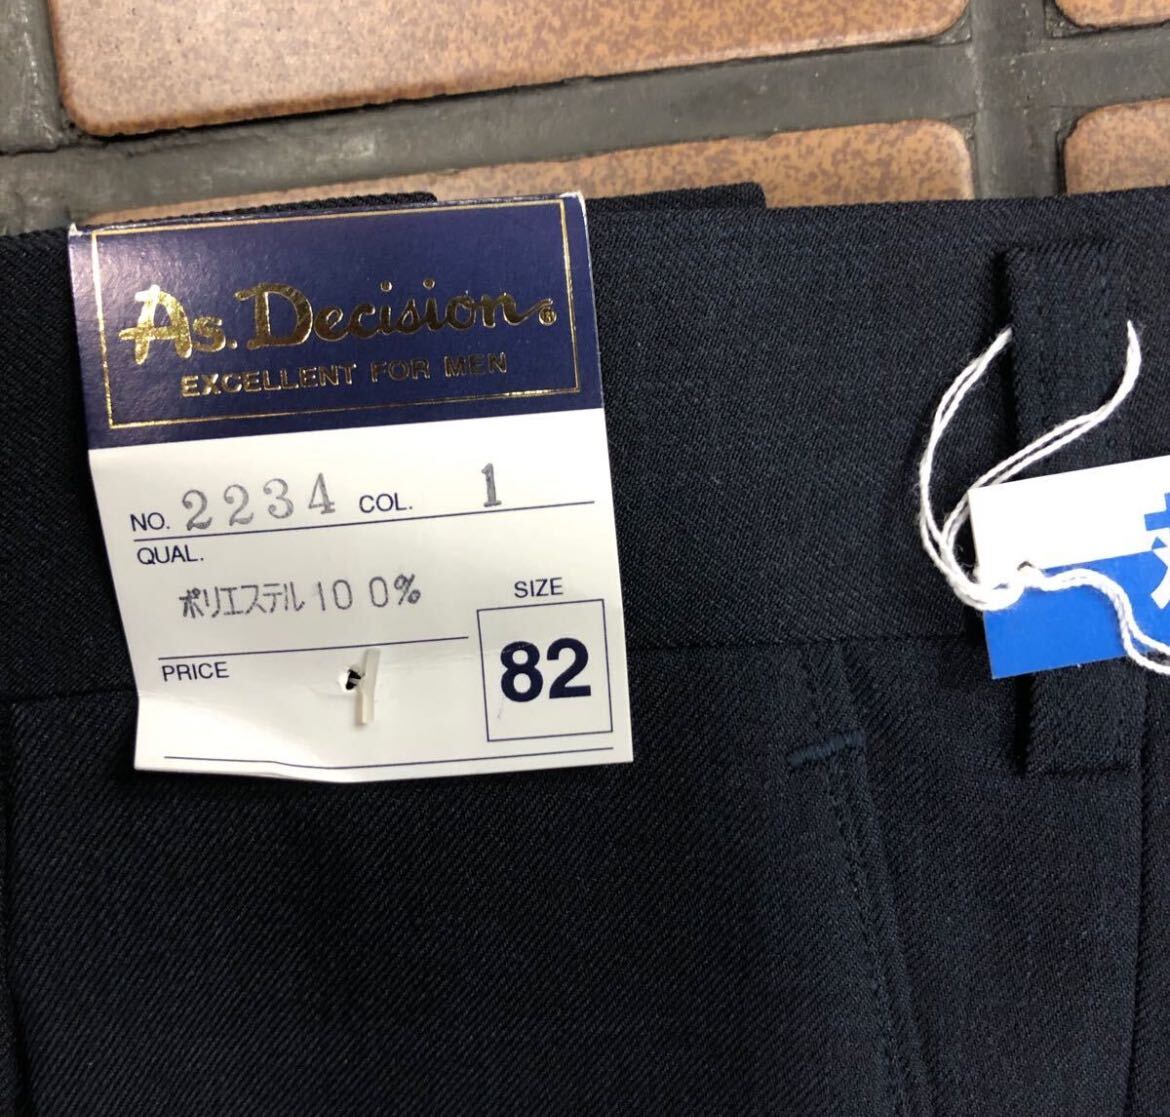 As. Decision
EXCELLENT FOR MEN
NO. 2234 COL. 1
QUAL.
ポリエステル100%
SIZE
82
PRICE